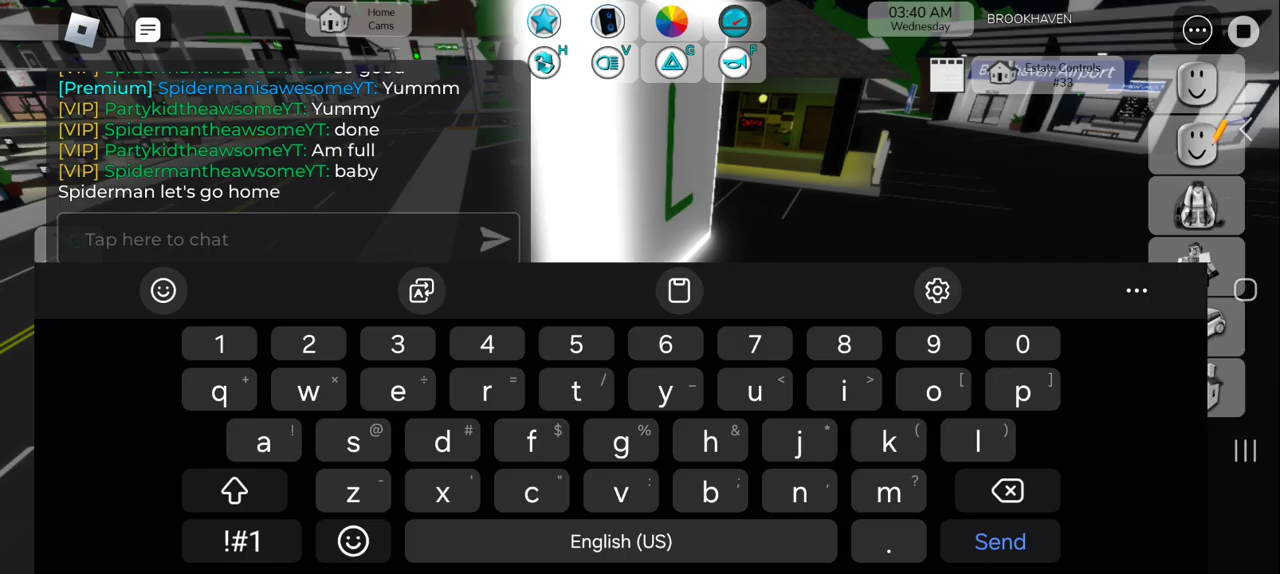 Home
Cams
H
V
G
F
03:40 AM
Wednesday
BROOKHAVEN
Estate Controls
#33
Airport
[Premium] SpidermanisawesomeYT: Yummm
[VIP] PartykidtheawsomeYT: Yummy
[VIP] SpidermantheawsomeYT: done
[VIP] PartykidtheawsomeYT: Am full
[VIP] SpidermantheawsomeYT: baby
Spiderman let's go home
Tap here to chat
L
1 2 3 4 5 6 7 8 9 0
q + w × e ÷ r = t / y _ u < i > o [ p ]
a ! s @ d # f $ g % h & j * k ( l )
z - x ' c " v : b ; n , m ?
!#1 English (US) . Send